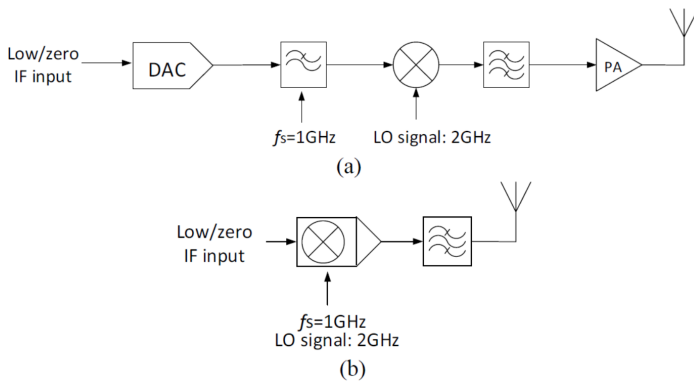 Low/zero
IF input
DAC
PA
fs=1GHz
LO signal: 2GHz
(a)
Low/zero
IF input
fs=1GHz
LO signal: 2GHz
(b)